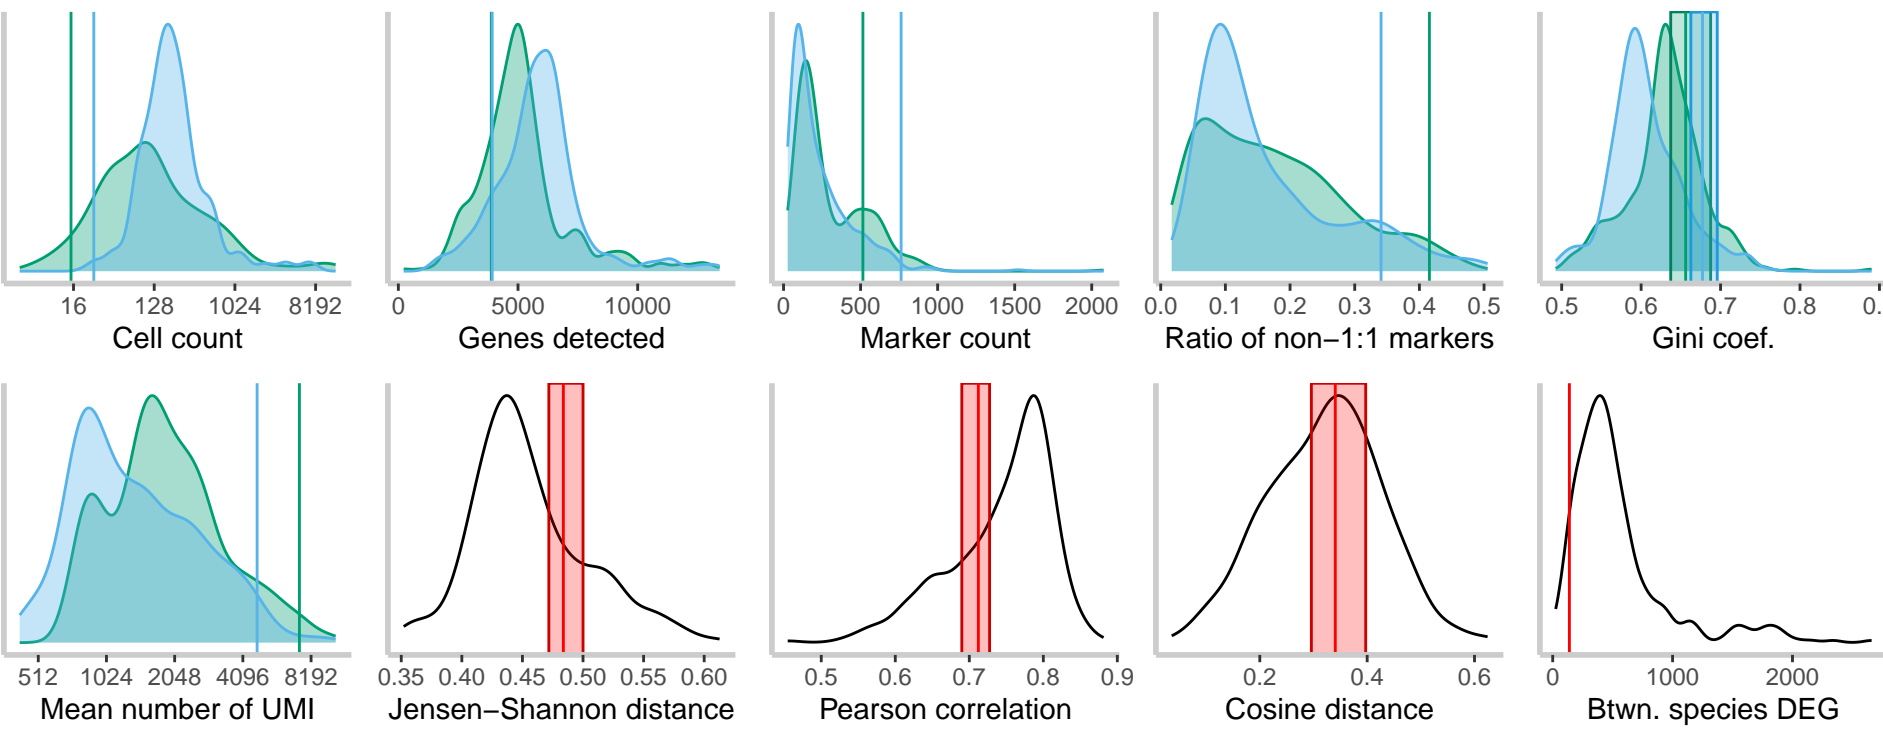 16 128 1024 8192
Cell count
0 5000 10000
Genes detected
0 500 1000 1500 2000
Marker count
0.0 0.1 0.2 0.3 0.4 0.5
Ratio of non−1:1 markers
0.5 0.6 0.7 0.8 0.
Gini coef.
512 1024 2048 4096 8192
Mean number of UMI
0.35 0.40 0.45 0.50 0.55 0.60
Jensen−Shannon distance
0.5 0.6 0.7 0.8 0.9
Pearson correlation
0.2 0.4 0.6
Cosine distance
0 1000 2000
Btwn. species DEG